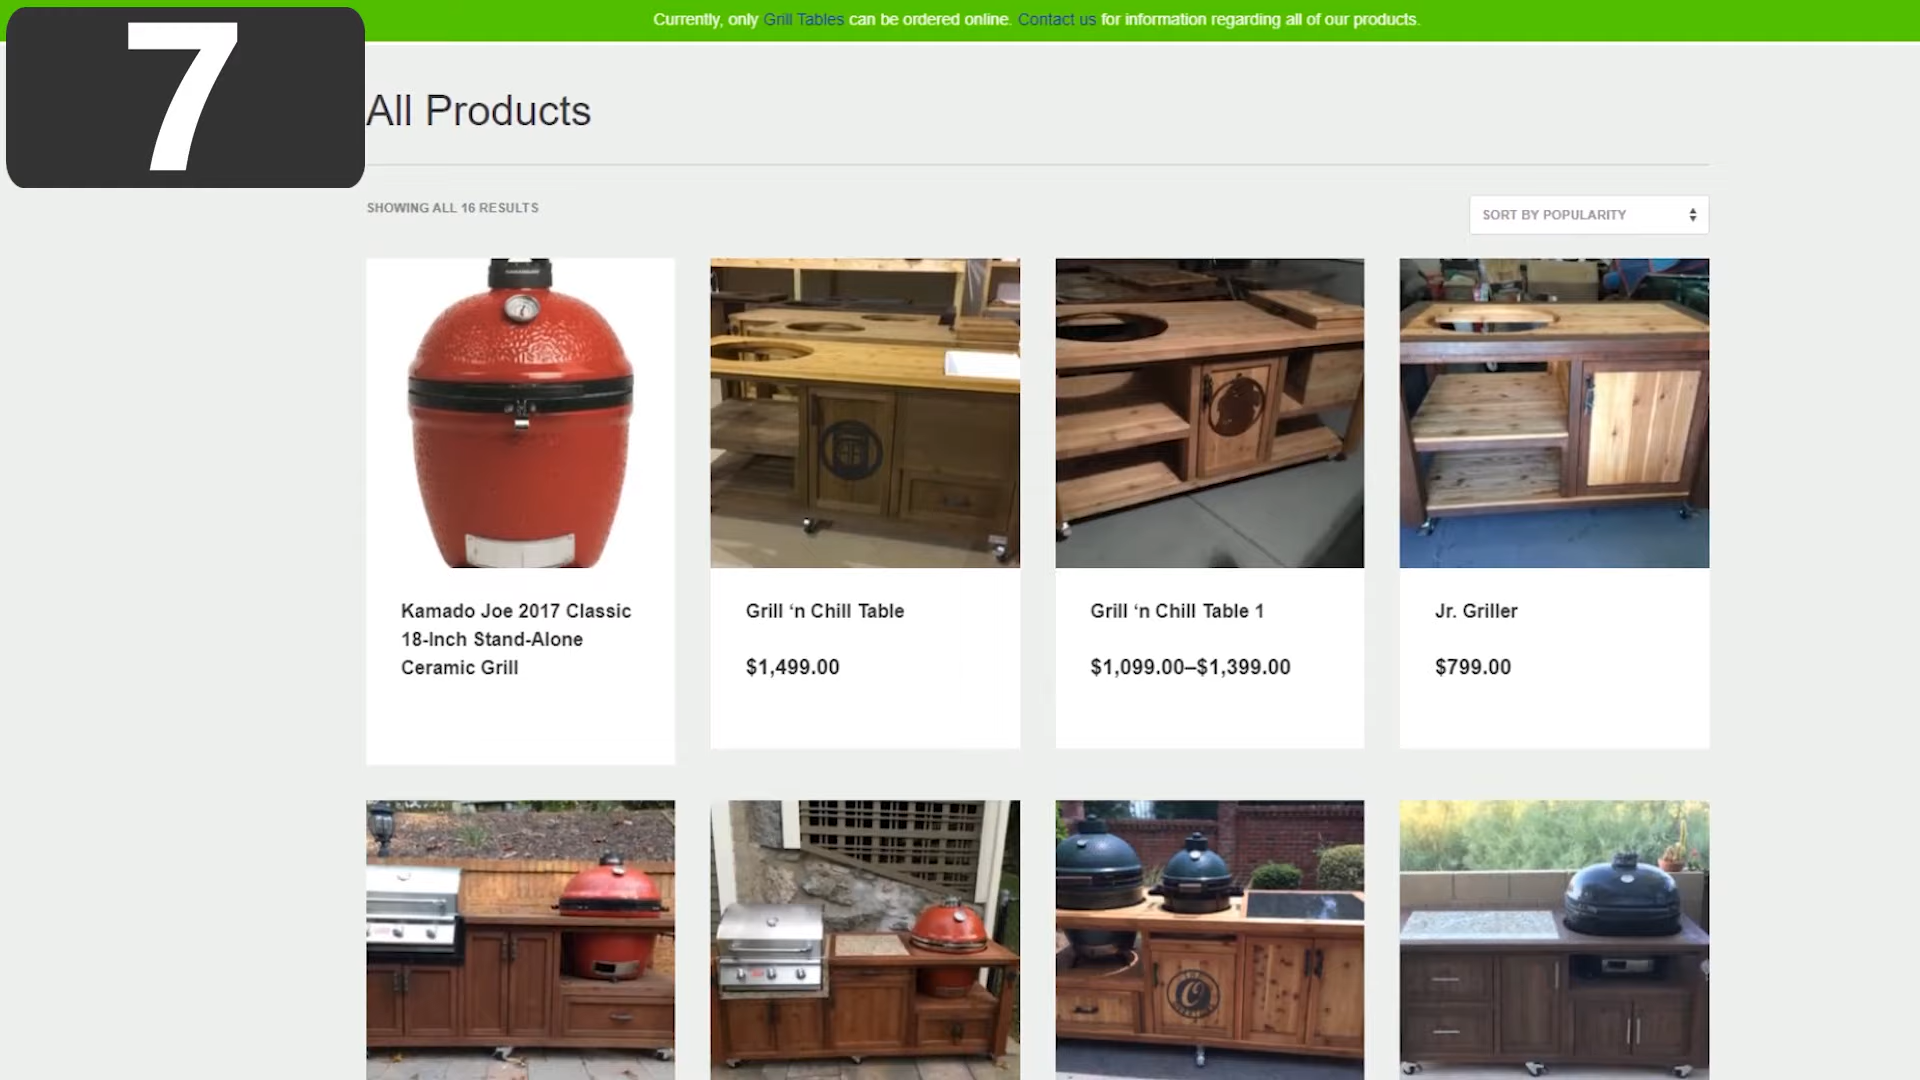 7
Currently, only Grill Tables can be ordered online. Contact us for information regarding all of our products.
All Products
SHOWING ALL 16 RESULTS
SORT BY POPULARITY
Kamado Joe 2017 Classic
18-Inch Stand-Alone
Ceramic Grill
Grill ‘n Chill Table
$1,499.00
Grill ‘n Chill Table 1
$1,099.00–$1,399.00
Jr. Griller
$799.00